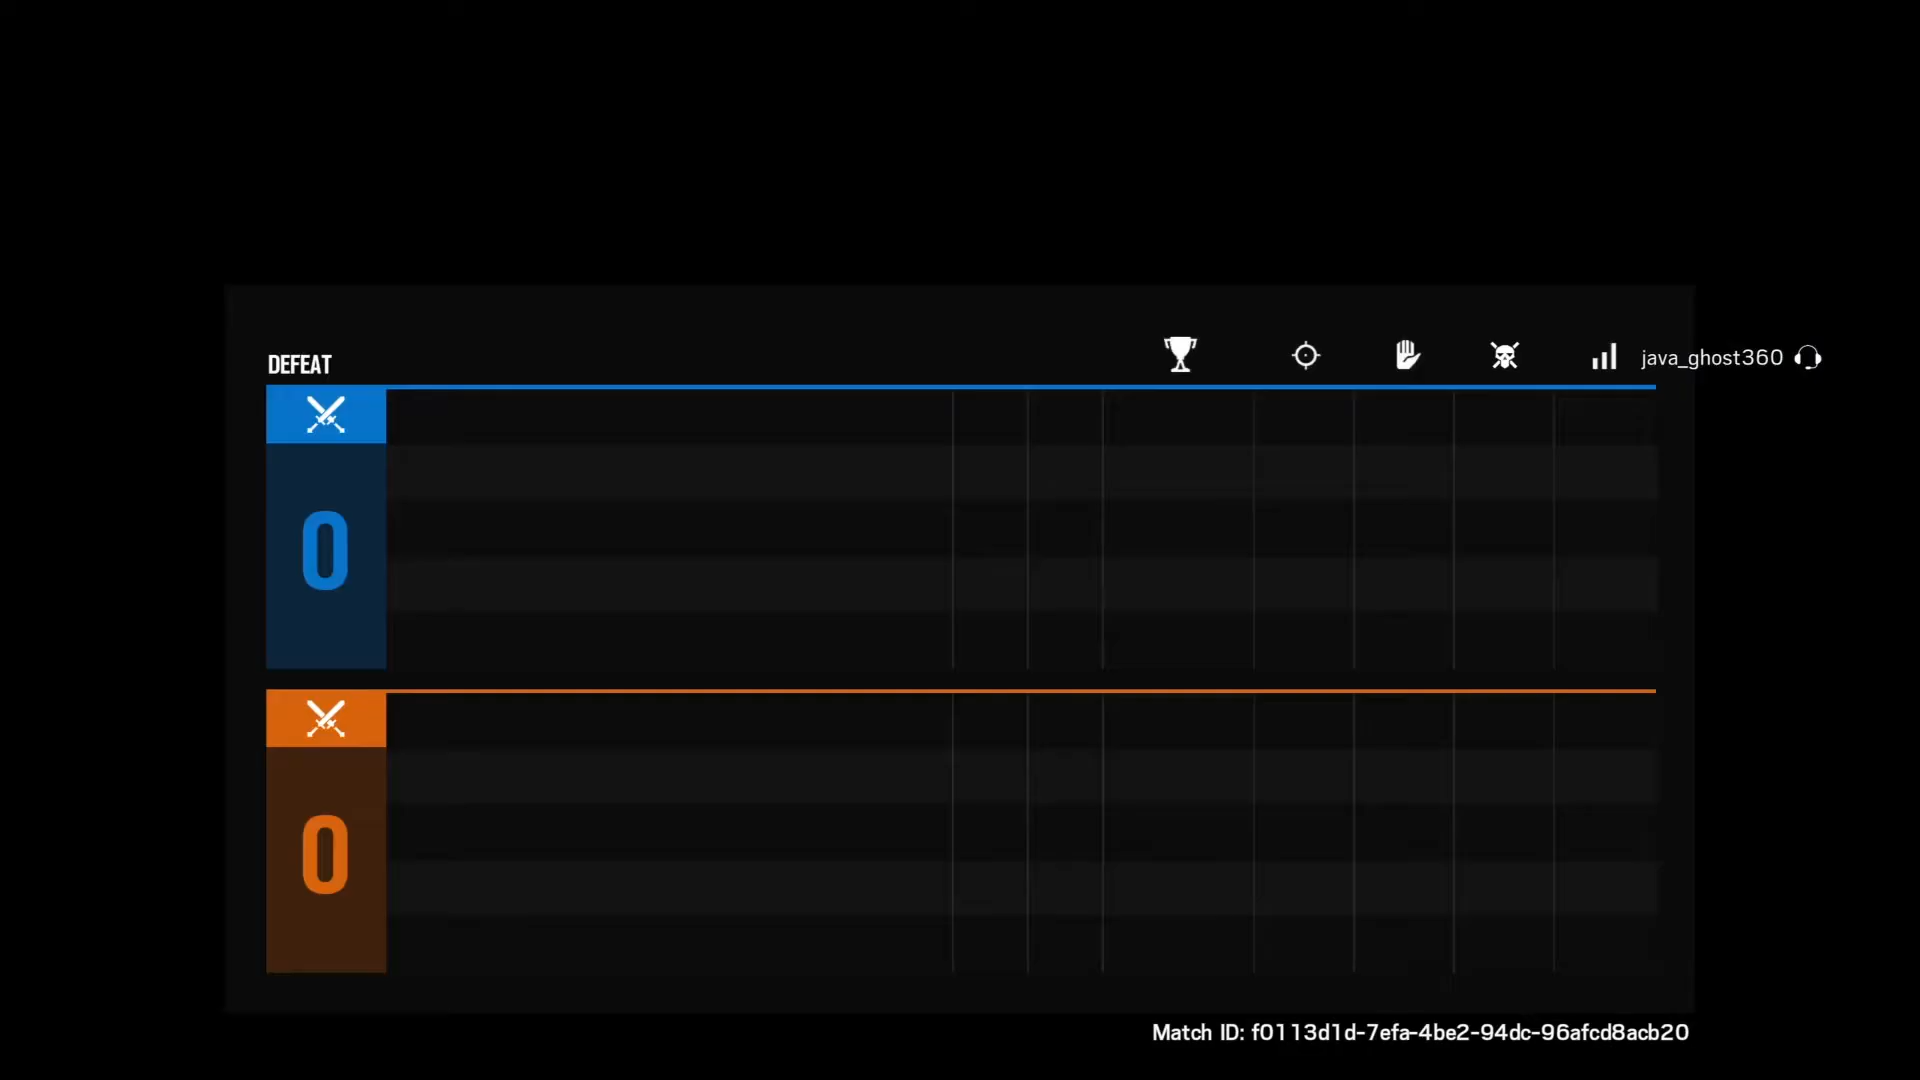 DEFEAT
java_ghost360
0
0
Match ID: f0113d1d-7efa-4be2-94dc-96afcd8acb20